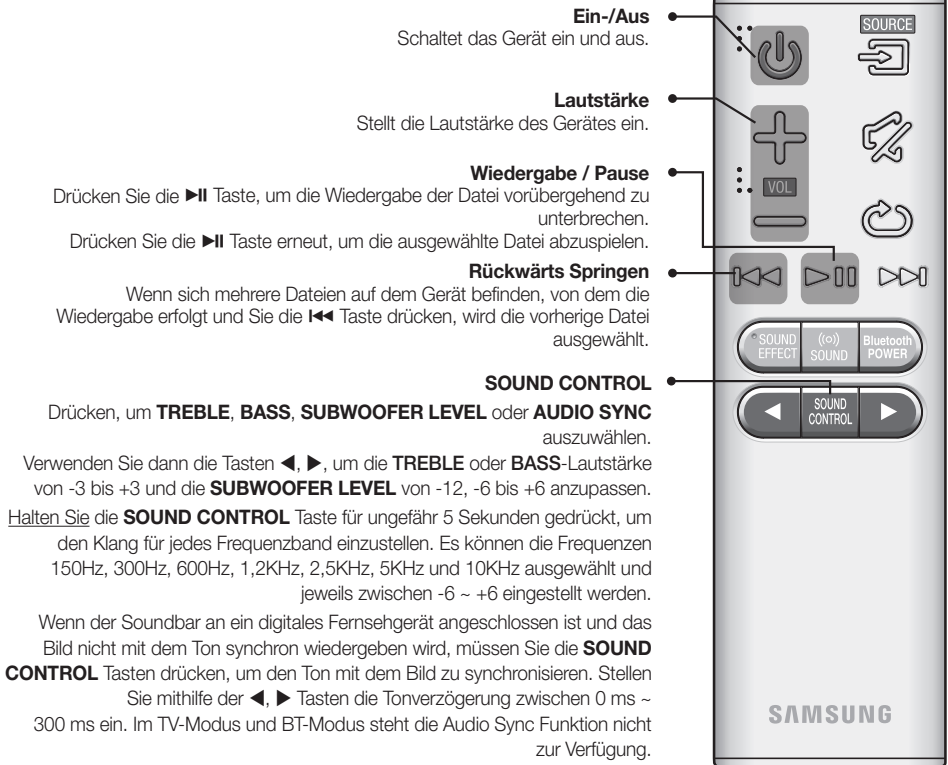 Ein-/Aus
Schaltet das Gerät ein und aus.
Lautstärke
Stellt die Lautstärke des Gerätes ein.
Wiedergabe / Pause
Drücken Sie die ►II Taste, um die Wiedergabe der Datei vorübergehend zu
unterbrechen.
Drücken Sie die ►II Taste erneut, um die ausgewählte Datei abzuspielen.
Rückwärts Springen
Wenn sich mehrere Dateien auf dem Gerät befinden, von dem die
Wiedergabe erfolgt und Sie die I◄◄ Taste drücken, wird die vorherige Datei
ausgewählt.
SOUND CONTROL
Drücken, um TREBLE, BASS, SUBWOOFER LEVEL oder AUDIO SYNC
auszuwählen.
Verwenden Sie dann die Tasten ◄, ►, um die TREBLE oder BASS-Lautstärke
von -3 bis +3 und die SUBWOOFER LEVEL von -12, -6 bis +6 anzupassen.
Halten Sie die SOUND CONTROL Taste für ungefähr 5 Sekunden gedrückt, um
den Klang für jedes Frequenzband einzustellen. Es können die Frequenzen
150Hz, 300Hz, 600Hz, 1,2KHz, 2,5KHz, 5KHz und 10KHz ausgewählt und
jeweils zwischen -6 ~ +6 eingestellt werden.
Wenn der Soundbar an ein digitales Fernsehgerät angeschlossen ist und das
Bild nicht mit dem Ton synchron wiedergeben wird, müssen Sie die SOUND
CONTROL Tasten drücken, um den Ton mit dem Bild zu synchronisieren. Stellen
Sie mithilfe der ◄, ► Tasten die Tonverzögerung zwischen 0 ms ~
300 ms ein. Im TV-Modus und BT-Modus steht die Audio Sync Funktion nicht
zur Verfügung.
SOURCE
VOL
SOUND
EFFECT
SOUND
Bluetooth
POWER
SOUND
CONTROL
SAMSUNG